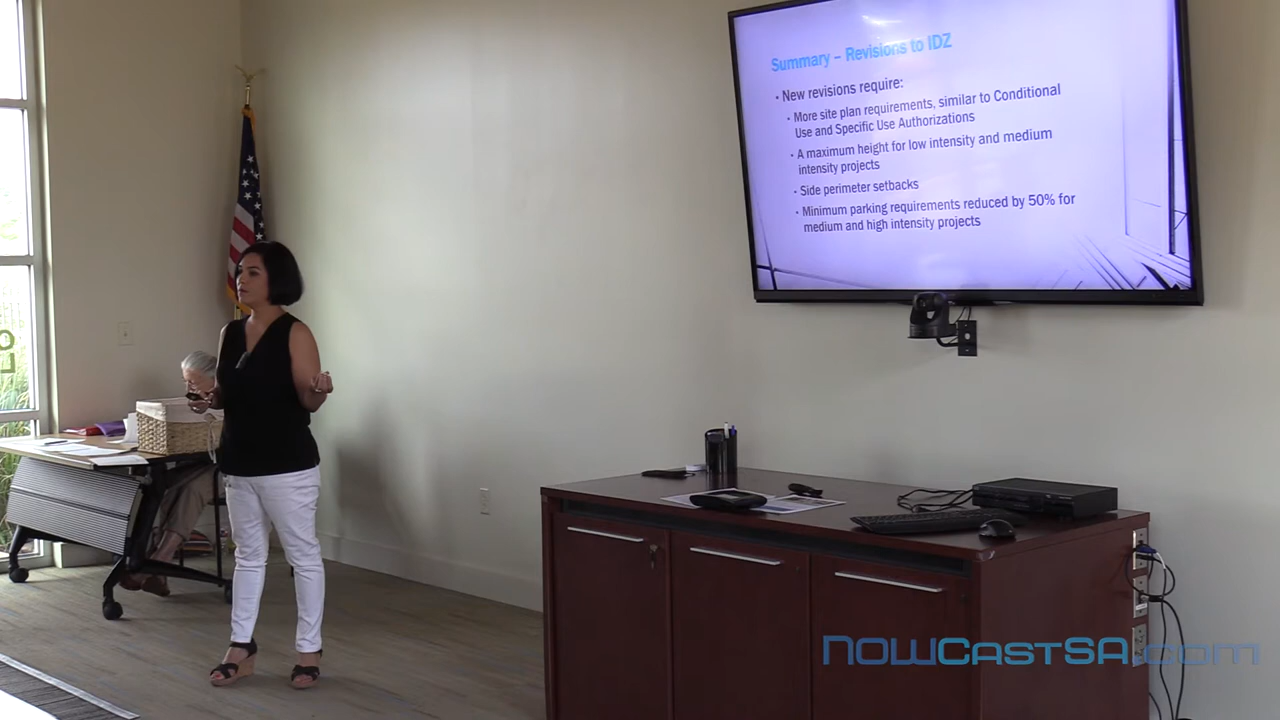 Summary – Revisions to IDZ
• New revisions require:
• More site plan requirements, similar to Conditional
Use and Specific Use Authorizations
• A maximum height for low intensity and medium
intensity projects
• Side perimeter setbacks
• Minimum parking requirements reduced by 50% for
medium and high intensity projects
NOWCastSA.com